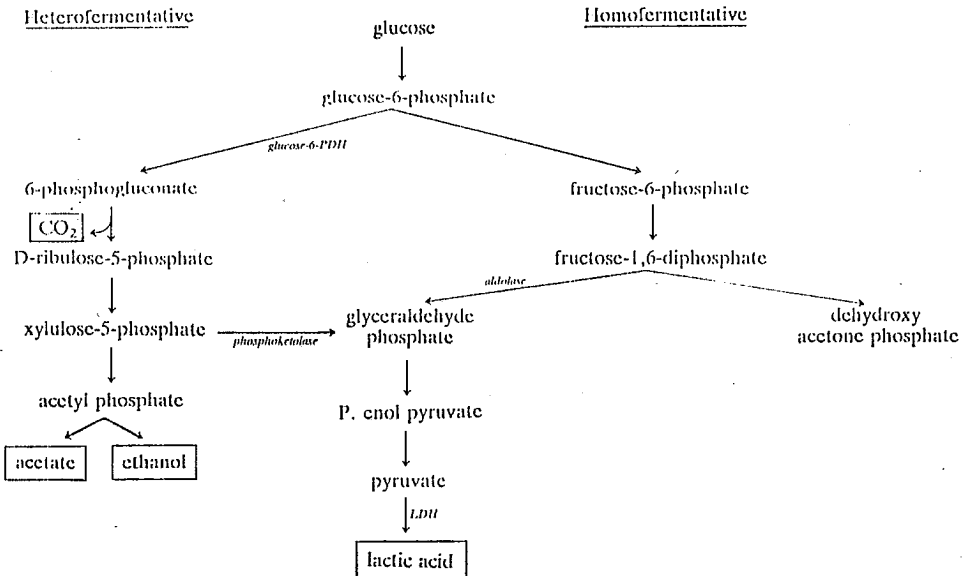 Heterofermentative
Homofermentative
glucose
glucose-6-phosphate
glucose-6-PDH
6-phosphogluconate
fructose-6-phosphate
CO₂
D-ribulose-5-phosphate
fructose-1,6-diphosphate
aldolase
xylulose-5-phosphate
phosphoketolase
glyceraldehyde
phosphate
dehydroxy
acetone phosphate
acetyl phosphate
P. enol pyruvate
acetate
ethanol
pyruvate
LDH
lactic acid